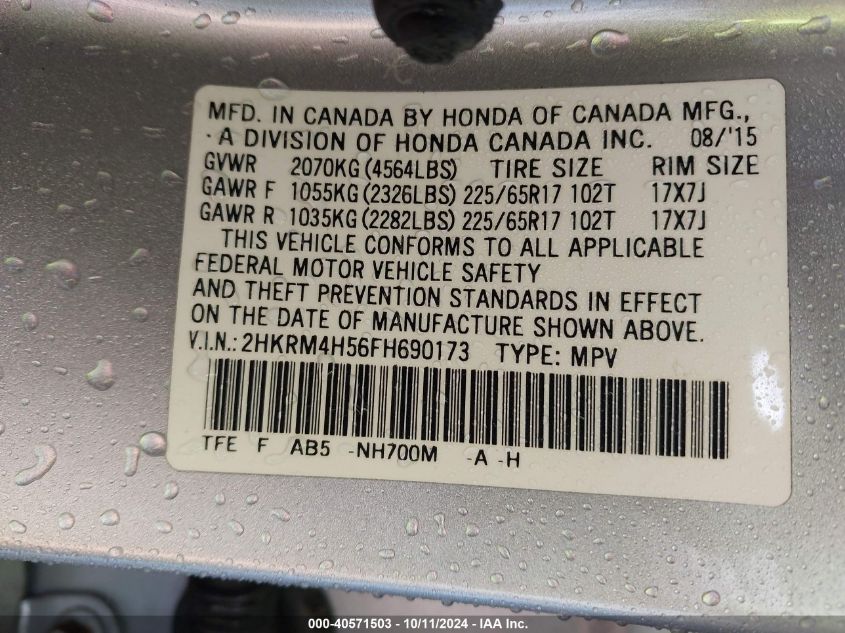 MFD. IN CANADA BY HONDA OF CANADA MFG.,
·A DIVISION OF HONDA CANADA INC. 08/'15
GVWR 2070KG(4564LBS) TIRE SIZE RIM SIZE
GAWR F 1055KG(2326LBS) 225/65R17 102T 17X7J
GAWR R 1035KG(2282LBS) 225/65R17 102T 17X7J
THIS VEHICLE CONFORMS TO ALL APPLICABLE
FEDERAL MOTOR VEHICLE SAFETY
AND THEFT PREVENTION STANDARDS IN EFFECT
ON THE DATE OF MANUFACTURE SHOWN ABOVE.
V.I.N.: 2HKRM4H56FH690173 TYPE: MPV
TFE F AB5 -NH700M -A -H
000-40571503 - 10/11/2024 - IAA Inc.